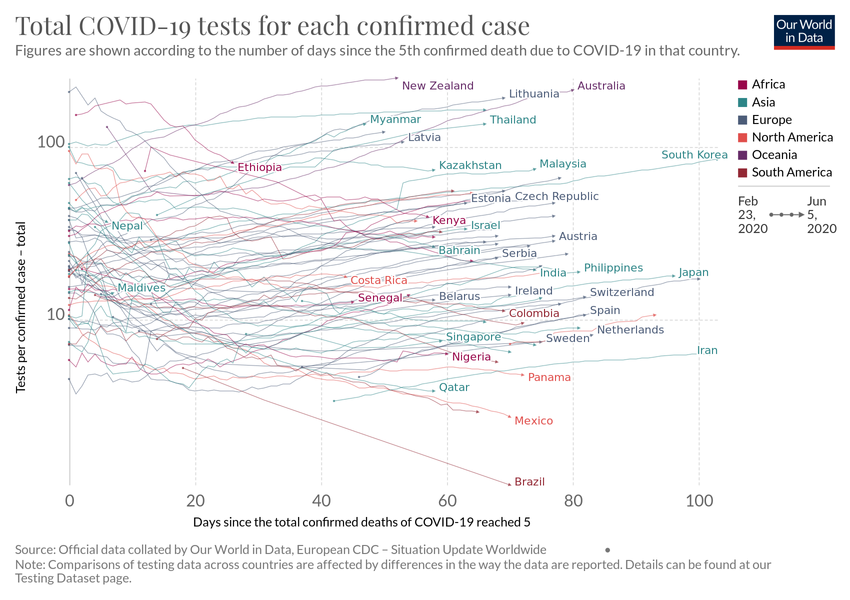 Total COVID-19 tests for each confirmed case
Figures are shown according to the number of days since the 5th confirmed death due to COVID-19 in that country.
Our World
in Data
Tests per confirmed case – total
100
10
New Zealand
Lithuania
Australia
Myanmar
Thailand
Latvia
South Korea
Ethiopia
Kazakhstan
Malaysia
Estonia
Czech Republic
Kenya
Nepal
Israel
Austria
Bahrain
Serbia
India
Philippines
Japan
Costa Rica
Maldives
Senegal
Belarus
Ireland
Switzerland
Colombia
Spain
Netherlands
Singapore
Sweden
Nigeria
Iran
Panama
Qatar
Mexico
Brazil
0
20
40
60
80
100
Days since the total confirmed deaths of COVID-19 reached 5
Africa
Asia
Europe
North America
Oceania
South America
Feb
23,
2020
Jun
5,
2020
Source: Official data collated by Our World in Data, European CDC – Situation Update Worldwide
Note: Comparisons of testing data across countries are affected by differences in the way the data are reported. Details can be found at our
Testing Dataset page.